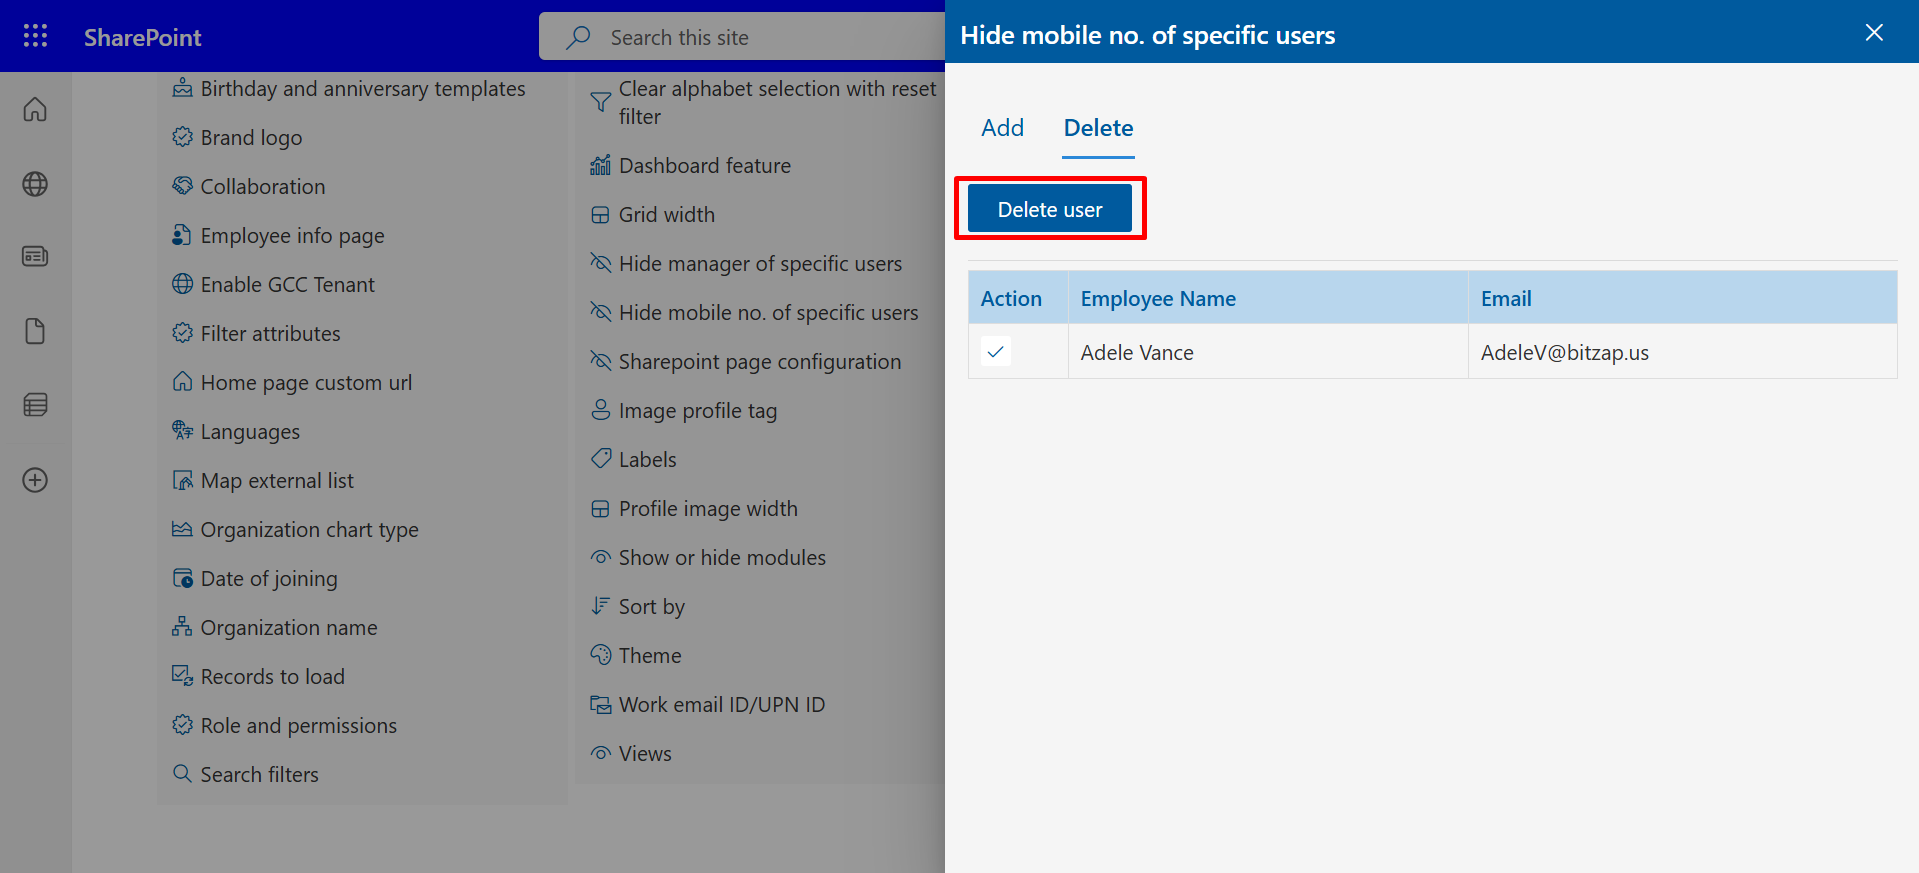 SharePoint
Search this site
Birthday and anniversary templates
Brand logo
Collaboration
Employee info page
Enable GCC Tenant
Filter attributes
Home page custom url
Languages
Map external list
Organization chart type
Date of joining
Organization name
Records to load
Role and permissions
Search filters
Clear alphabet selection with reset
filter
Dashboard feature
Grid width
Hide manager of specific users
Hide mobile no. of specific users
Sharepoint page configuration
Image profile tag
Labels
Profile image width
Show or hide modules
Sort by
Theme
Work email ID/UPN ID
Views
Hide mobile no. of specific users
Add Delete
Delete user
Action Employee Name Email
Adele Vance AdeleV@bitzap.us